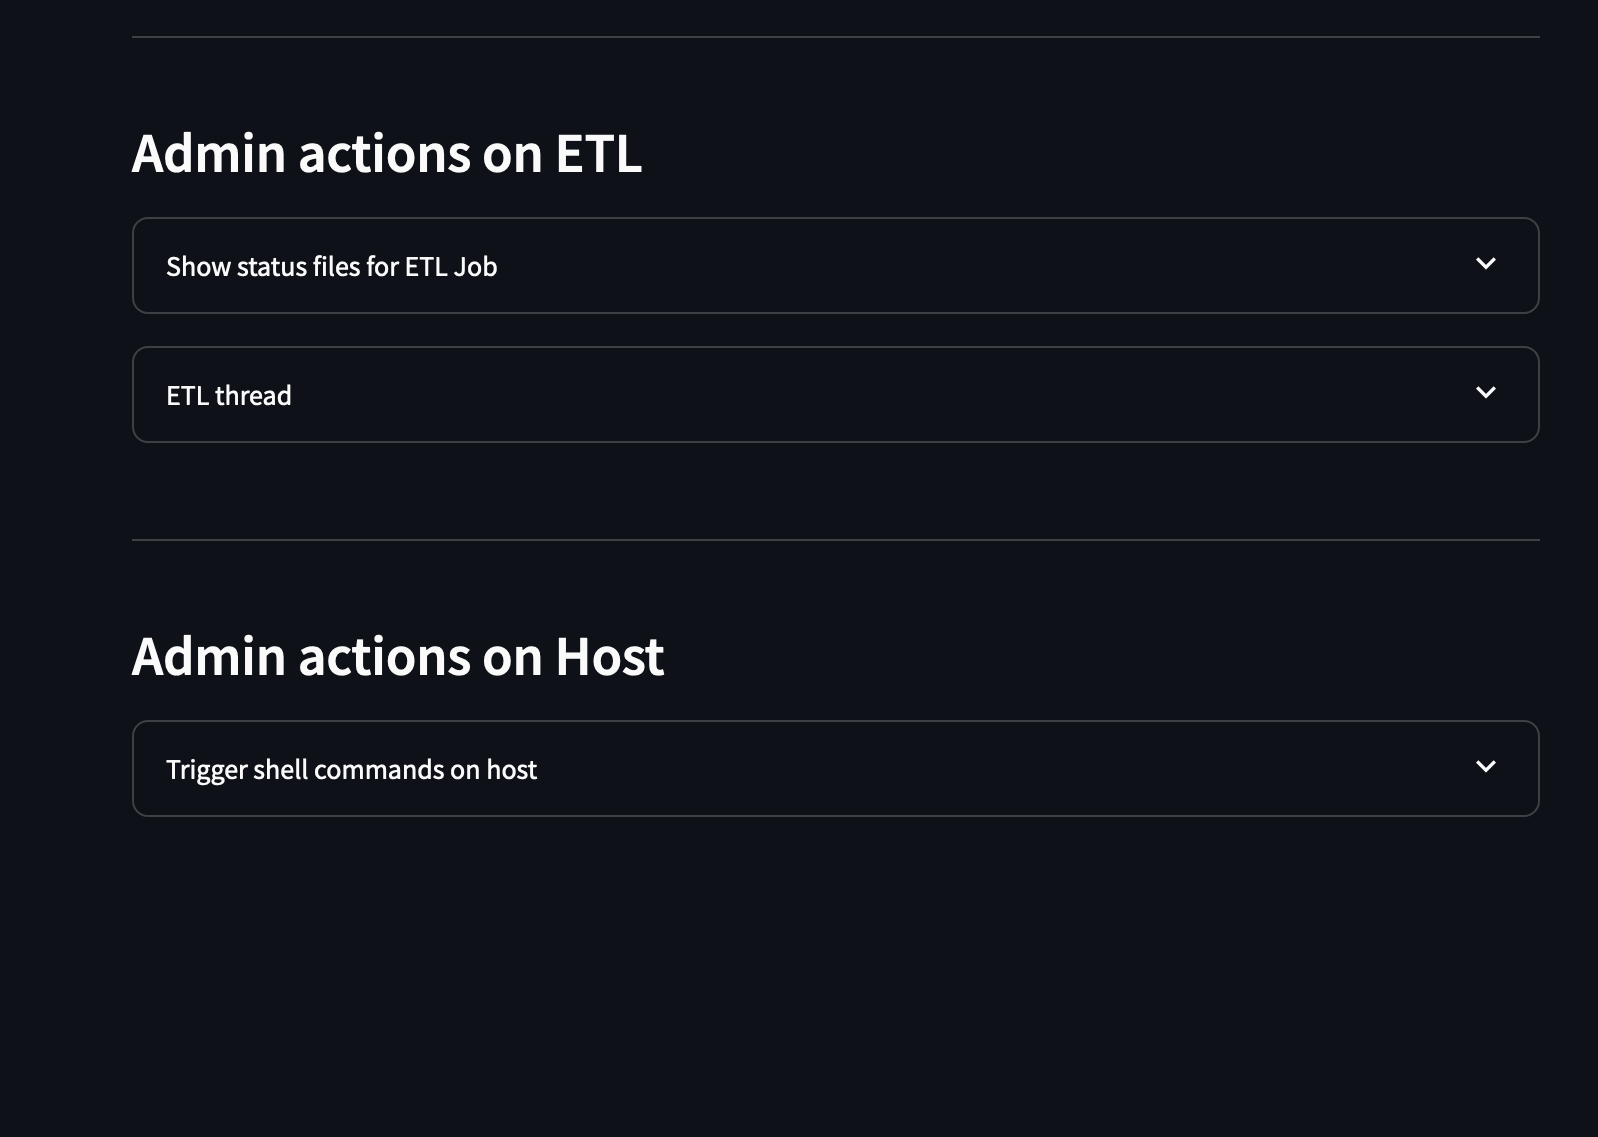 Admin actions on ETL
Show status files for ETL Job
ETL thread
Admin actions on Host
Trigger shell commands on host